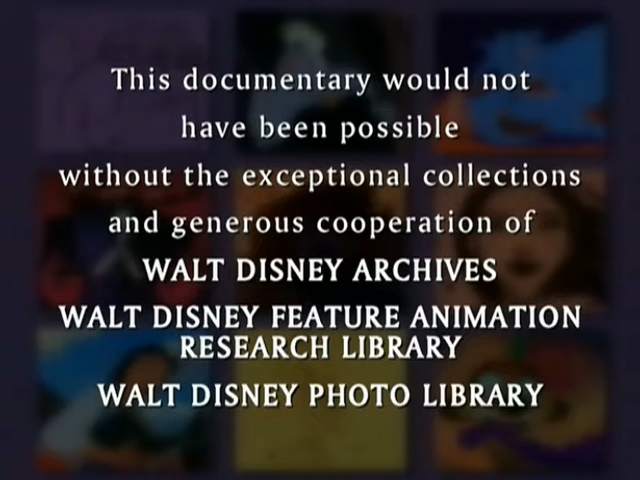 This documentary would not
have been possible
without the exceptional collections
and generous cooperation of
WALT DISNEY ARCHIVES
WALT DISNEY FEATURE ANIMATION
RESEARCH LIBRARY
WALT DISNEY PHOTO LIBRARY